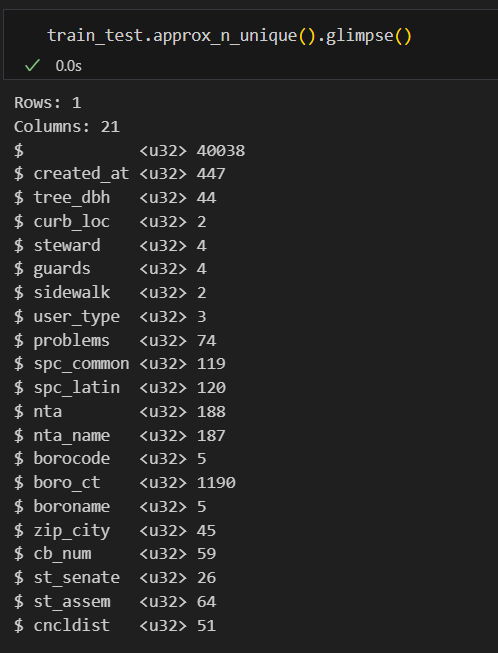 train_test.approx_n_unique().glimpse()
0.0s
Rows: 1
Columns: 21
$            <u32> 40038
$ created_at <u32> 447
$ tree_dbh   <u32> 44
$ curb_loc   <u32> 2
$ steward    <u32> 4
$ guards     <u32> 4
$ sidewalk   <u32> 2
$ user_type  <u32> 3
$ problems   <u32> 74
$ spc_common <u32> 119
$ spc_latin  <u32> 120
$ nta        <u32> 188
$ nta_name   <u32> 187
$ borocode   <u32> 5
$ boro_ct    <u32> 1190
$ boroname   <u32> 5
$ zip_city   <u32> 45
$ cb_num     <u32> 59
$ st_senate  <u32> 26
$ st_assem   <u32> 64
$ cncldist   <u32> 51